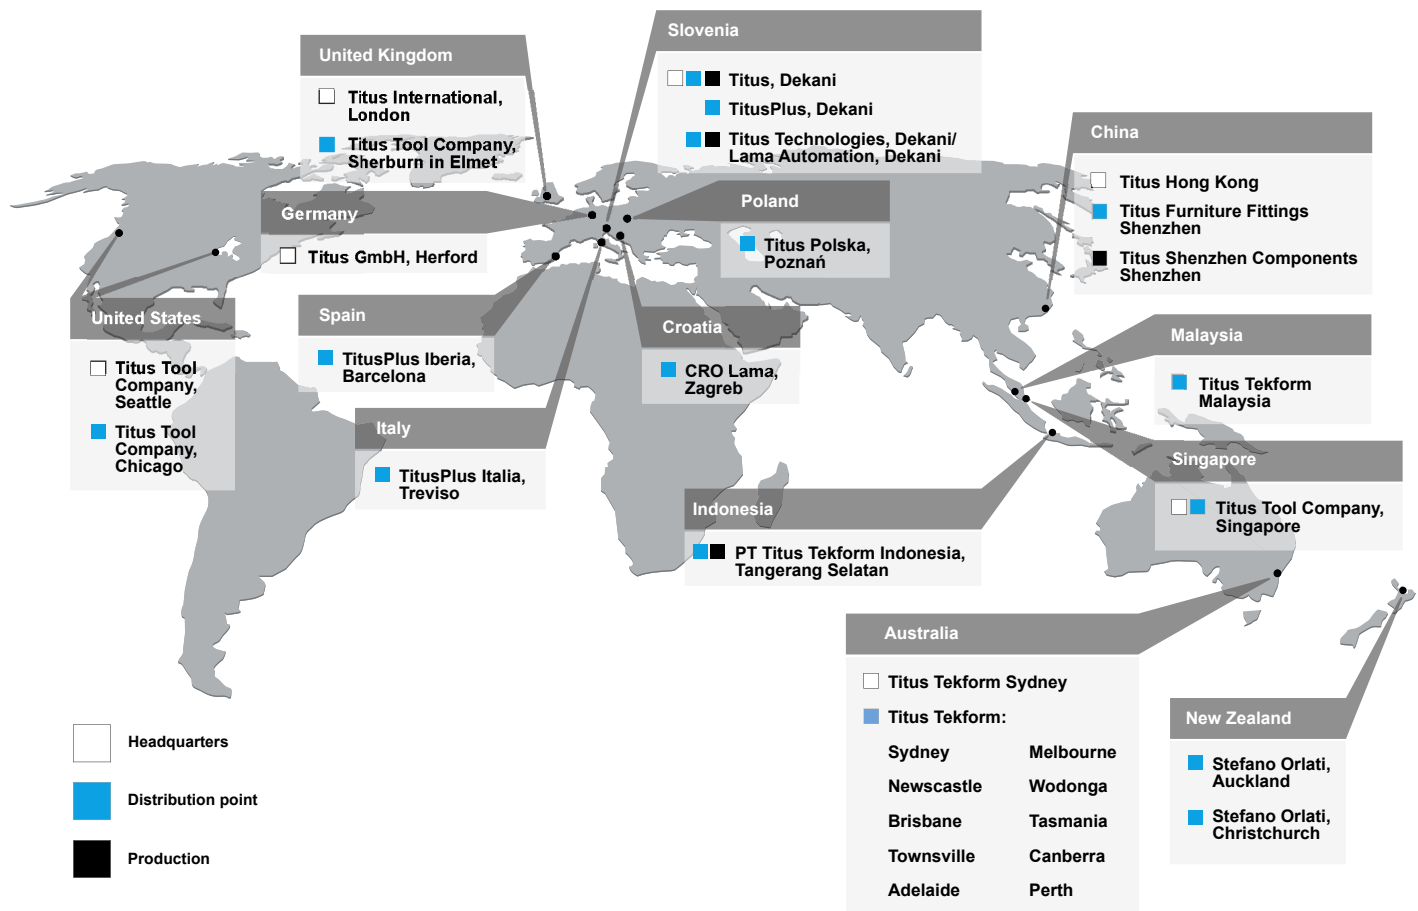 Slovenia
Titus, Dekani
TitusPlus, Dekani
Titus Technologies, Dekani/
Lama Automation, Dekani
United Kingdom
Titus International,
London
Titus Tool Company,
Sherburn in Elmet
China
Titus Hong Kong
Titus Furniture Fittings
Shenzhen
Titus Shenzhen Components
Shenzhen
Germany
Titus GmbH, Herford
Poland
Titus Polska,
Poznań
United States
Titus Tool
Company,
Seattle
Titus Tool
Company,
Chicago
Spain
TitusPlus Iberia,
Barcelona
Croatia
CRO Lama,
Zagreb
Malaysia
Titus Tekform
Malaysia
Italy
TitusPlus Italia,
Treviso
Singapore
Titus Tool Company,
Singapore
Indonesia
PT Titus Tekform Indonesia,
Tangerang Selatan
Australia
Titus Tekform Sydney
Titus Tekform:
Sydney
Melbourne
Newscastle
Wodonga
Brisbane
Tasmania
Townsville
Canberra
Adelaide
Perth
New Zealand
Stefano Orlati,
Auckland
Stefano Orlati,
Christchurch
Headquarters
Distribution point
Production